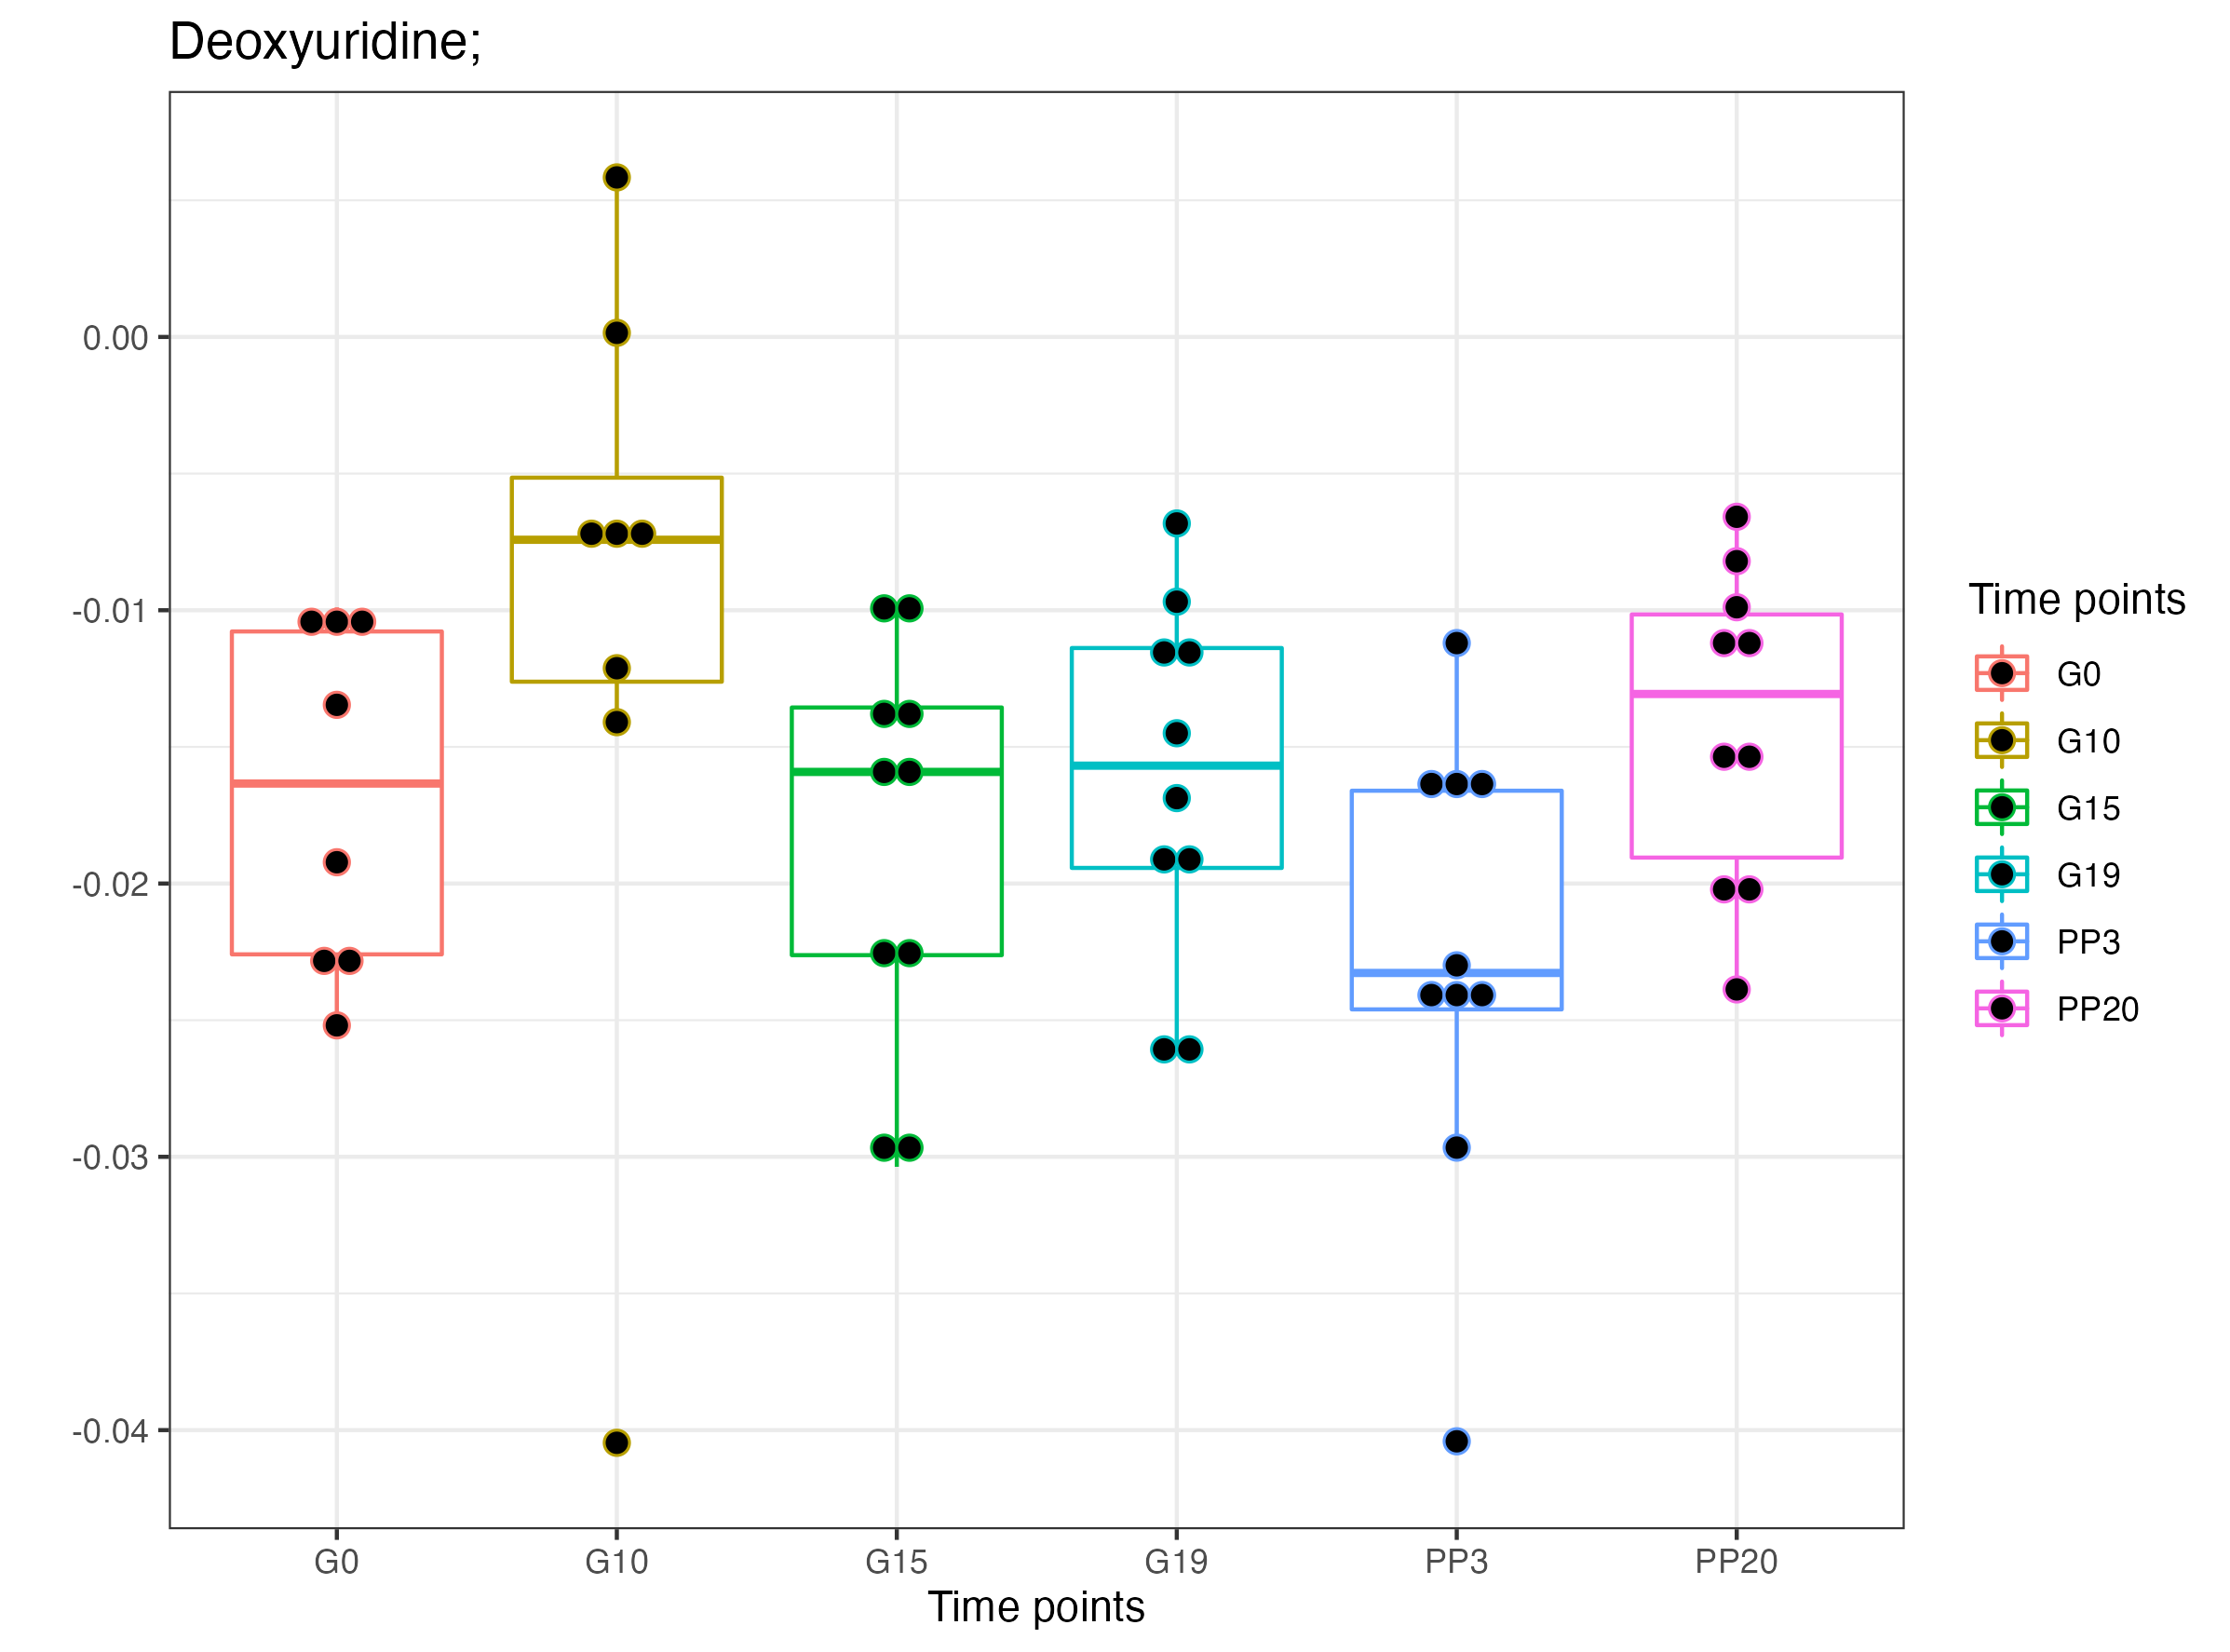 Deoxyuridine;
0.00
-0.01
-0.02
-0.03
-0.04
G0 G10 G15 G19 PP3 PP20
Time points
Time points
G0
G10
G15
G19
PP3
PP20